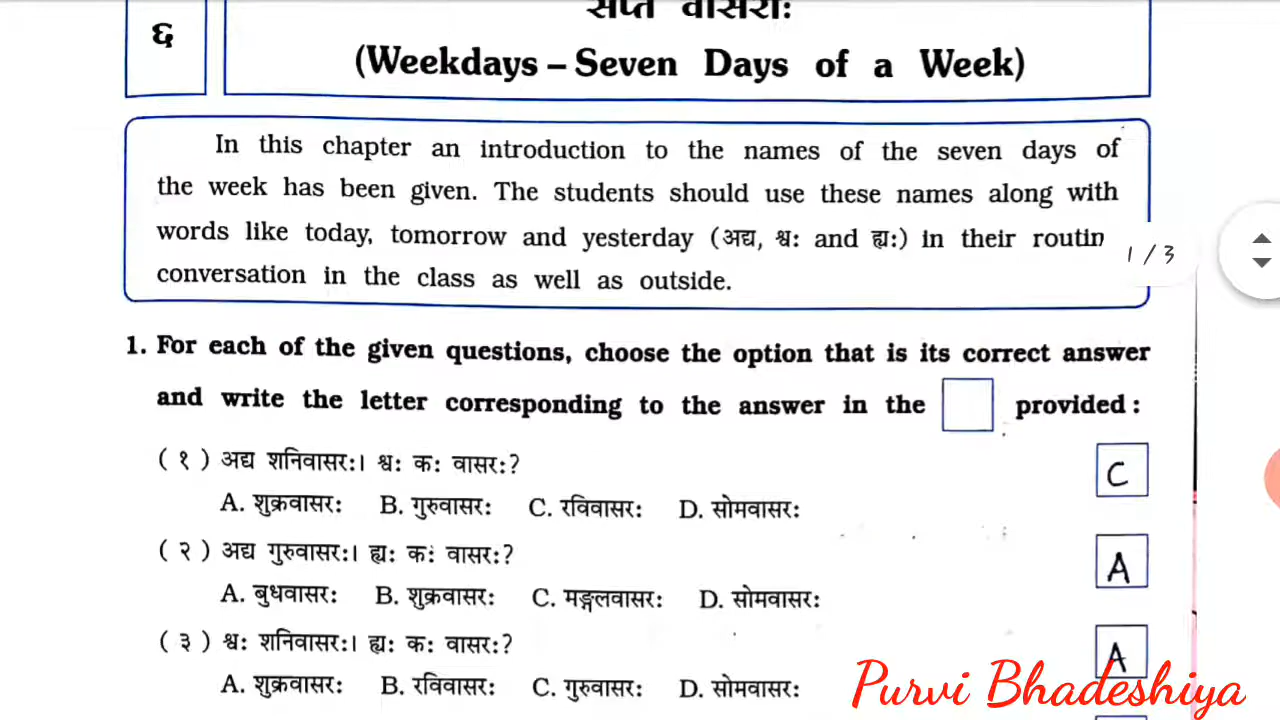 ६
सप्त वासराः
(Weekdays – Seven Days of a Week)
In this chapter an introduction to the names of the seven days of
the week has been given. The students should use these names along with
words like today, tomorrow and yesterday (अद्य, श्वः and ह्यः) in their routin
1 / 3
conversation in the class as well as outside.
1. For each of the given questions, choose the option that is its correct answer
and write the letter corresponding to the answer in the provided :
( १ ) अद्य शनिवासरः। श्वः कः वासरः? C
A. शुक्रवासरः B. गुरुवासरः C. रविवासरः D. सोमवासरः
( २ ) अद्य गुरुवासरः। ह्यः कः वासरः? A
A. बुधवासरः B. शुक्रवासरः C. मङ्गलवासरः D. सोमवासरः
( ३ ) श्वः शनिवासरः। ह्यः कः वासरः? A
A. शुक्रवासरः B. रविवासरः C. गुरुवासरः D. सोमवासरः
Purvi Bhadeshiya